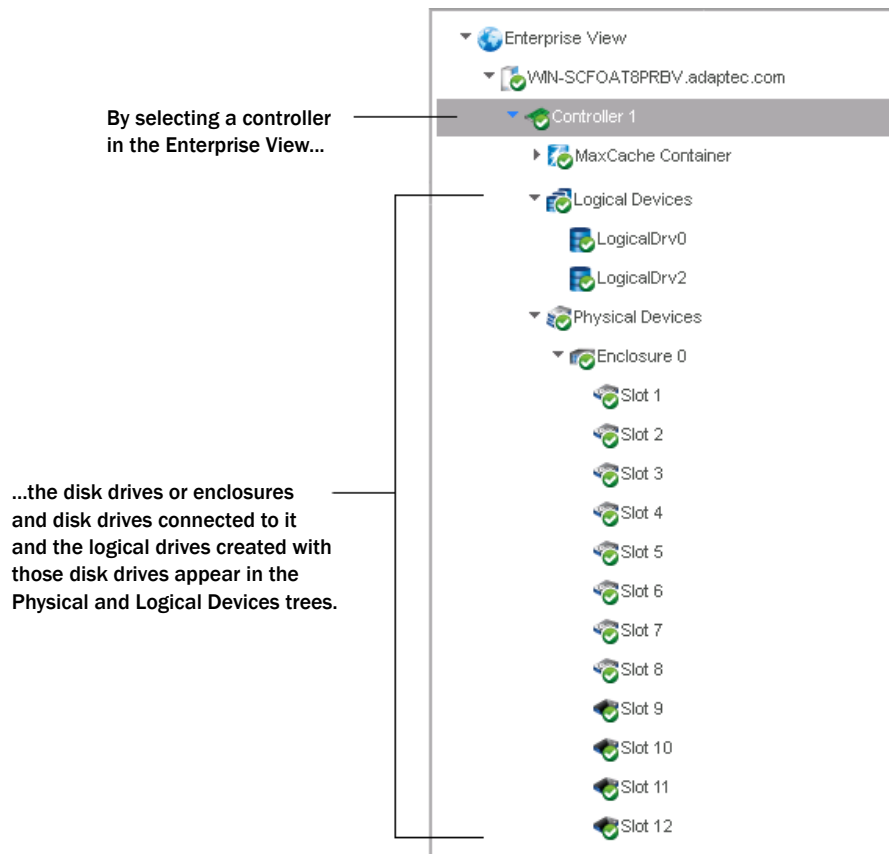 Enterprise View
WIN-SCFOAT8PRBV.adaptec.com
By selecting a controller
in the Enterprise View...
Controller 1
MaxCache Container
Logical Devices
LogicalDrv0
LogicalDrv2
Physical Devices
Enclosure 0
Slot 1
Slot 2
Slot 3
...the disk drives or enclosures
and disk drives connected to it
and the logical drives created with
those disk drives appear in the
Physical and Logical Devices trees.
Slot 4
Slot 5
Slot 6
Slot 7
Slot 8
Slot 9
Slot 10
Slot 11
Slot 12